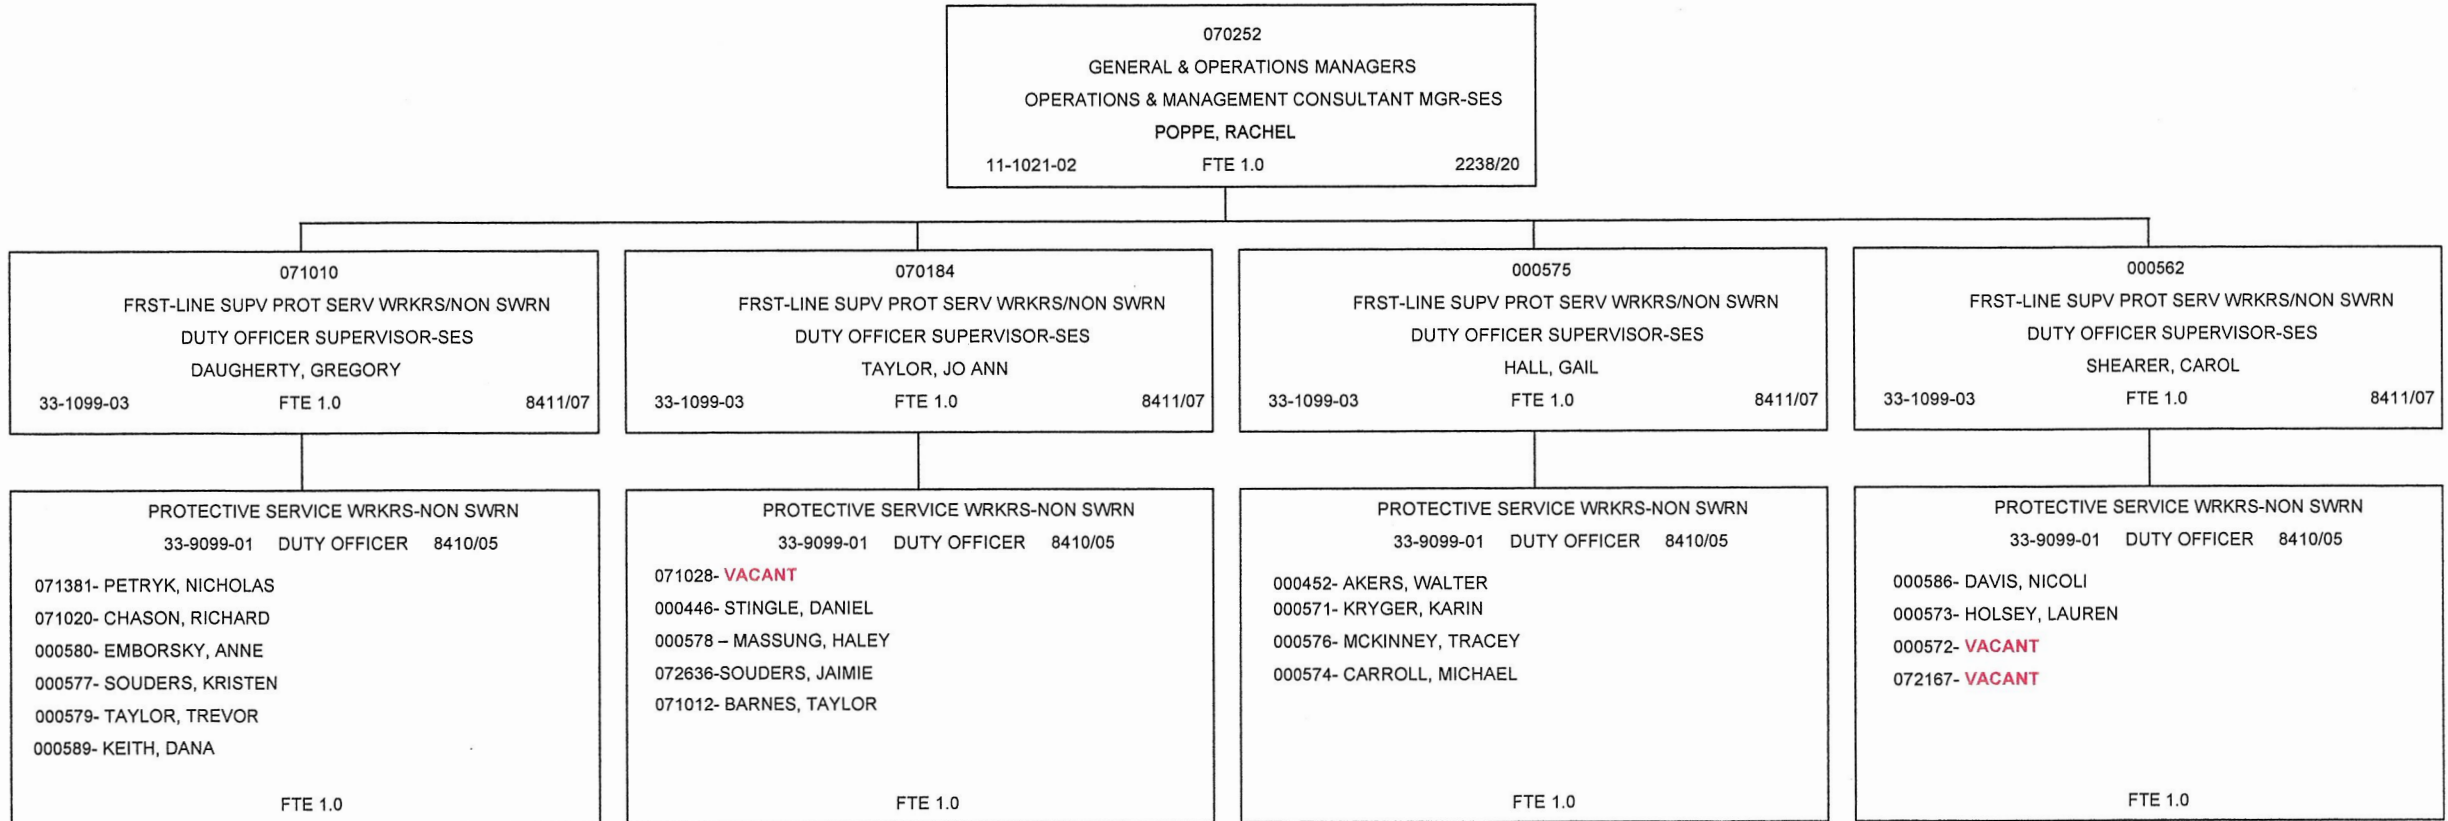 070252
GENERAL & OPERATIONS MANAGERS
OPERATIONS & MANAGEMENT CONSULTANT MGR-SES
POPPE, RACHEL
11-1021-02 FTE 1.0 2238/20
071010
FRST-LINE SUPV PROT SERV WRKRS/NON SWRN
DUTY OFFICER SUPERVISOR-SES
DAUGHERTY, GREGORY
33-1099-03 FTE 1.0 8411/07
070184
FRST-LINE SUPV PROT SERV WRKRS/NON SWRN
DUTY OFFICER SUPERVISOR-SES
TAYLOR, JO ANN
33-1099-03 FTE 1.0 8411/07
000575
FRST-LINE SUPV PROT SERV WRKRS/NON SWRN
DUTY OFFICER SUPERVISOR-SES
HALL, GAIL
33-1099-03 FTE 1.0 8411/07
000562
FRST-LINE SUPV PROT SERV WRKRS/NON SWRN
DUTY OFFICER SUPERVISOR-SES
SHEARER, CAROL
33-1099-03 FTE 1.0 8411/07
PROTECTIVE SERVICE WRKRS-NON SWRN
33-9099-01 DUTY OFFICER 8410/05
071381- PETRYK, NICHOLAS
071020- CHASON, RICHARD
000580- EMBORSKY, ANNE
000577- SOUDERS, KRISTEN
000579- TAYLOR, TREVOR
000589- KEITH, DANA
FTE 1.0
PROTECTIVE SERVICE WRKRS-NON SWRN
33-9099-01 DUTY OFFICER 8410/05
071028- VACANT
000446- STINGLE, DANIEL
000578 – MASSUNG, HALEY
072636-SOUDERS, JAIMIE
071012- BARNES, TAYLOR
FTE 1.0
PROTECTIVE SERVICE WRKRS-NON SWRN
33-9099-01 DUTY OFFICER 8410/05
000452- AKERS, WALTER
000571- KRYGER, KARIN
000576- MCKINNEY, TRACEY
000574- CARROLL, MICHAEL
FTE 1.0
PROTECTIVE SERVICE WRKRS-NON SWRN
33-9099-01 DUTY OFFICER 8410/05
000586- DAVIS, NICOLI
000573- HOLSEY, LAUREN
000572- VACANT
072167- VACANT
FTE 1.0